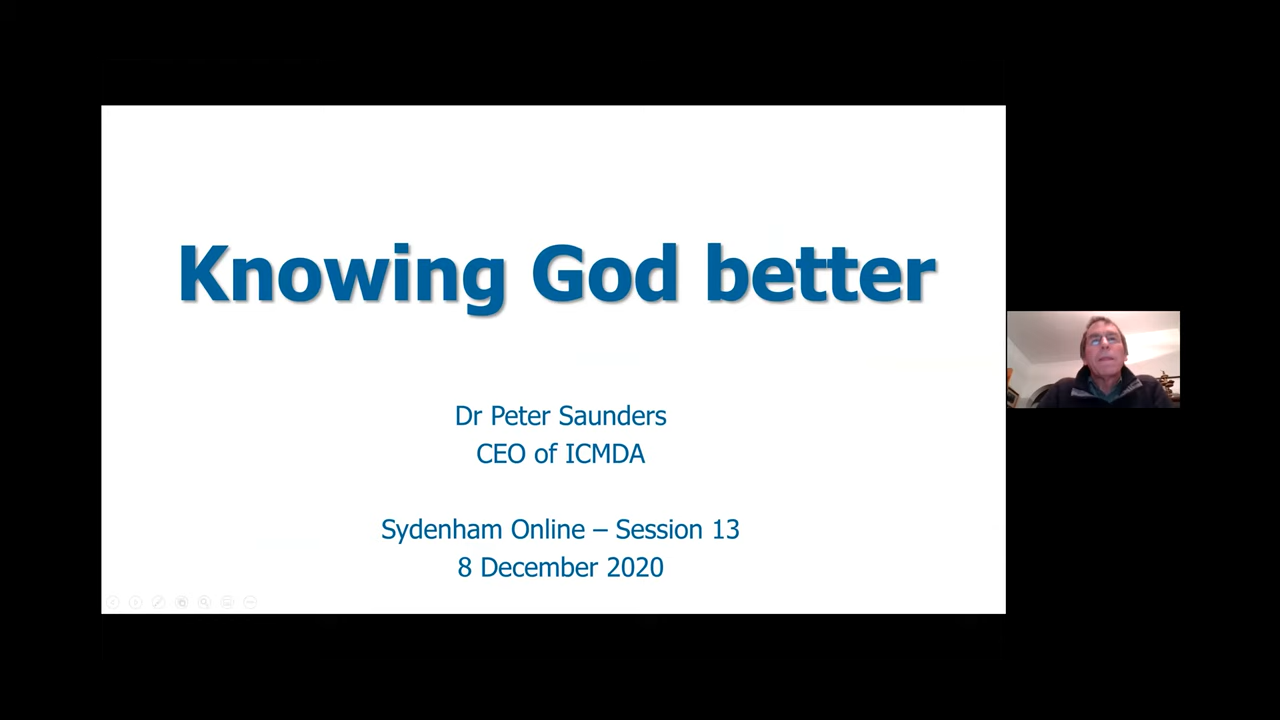 Knowing God better
Dr Peter Saunders
CEO of ICMDA
Sydenham Online – Session 13
8 December 2020